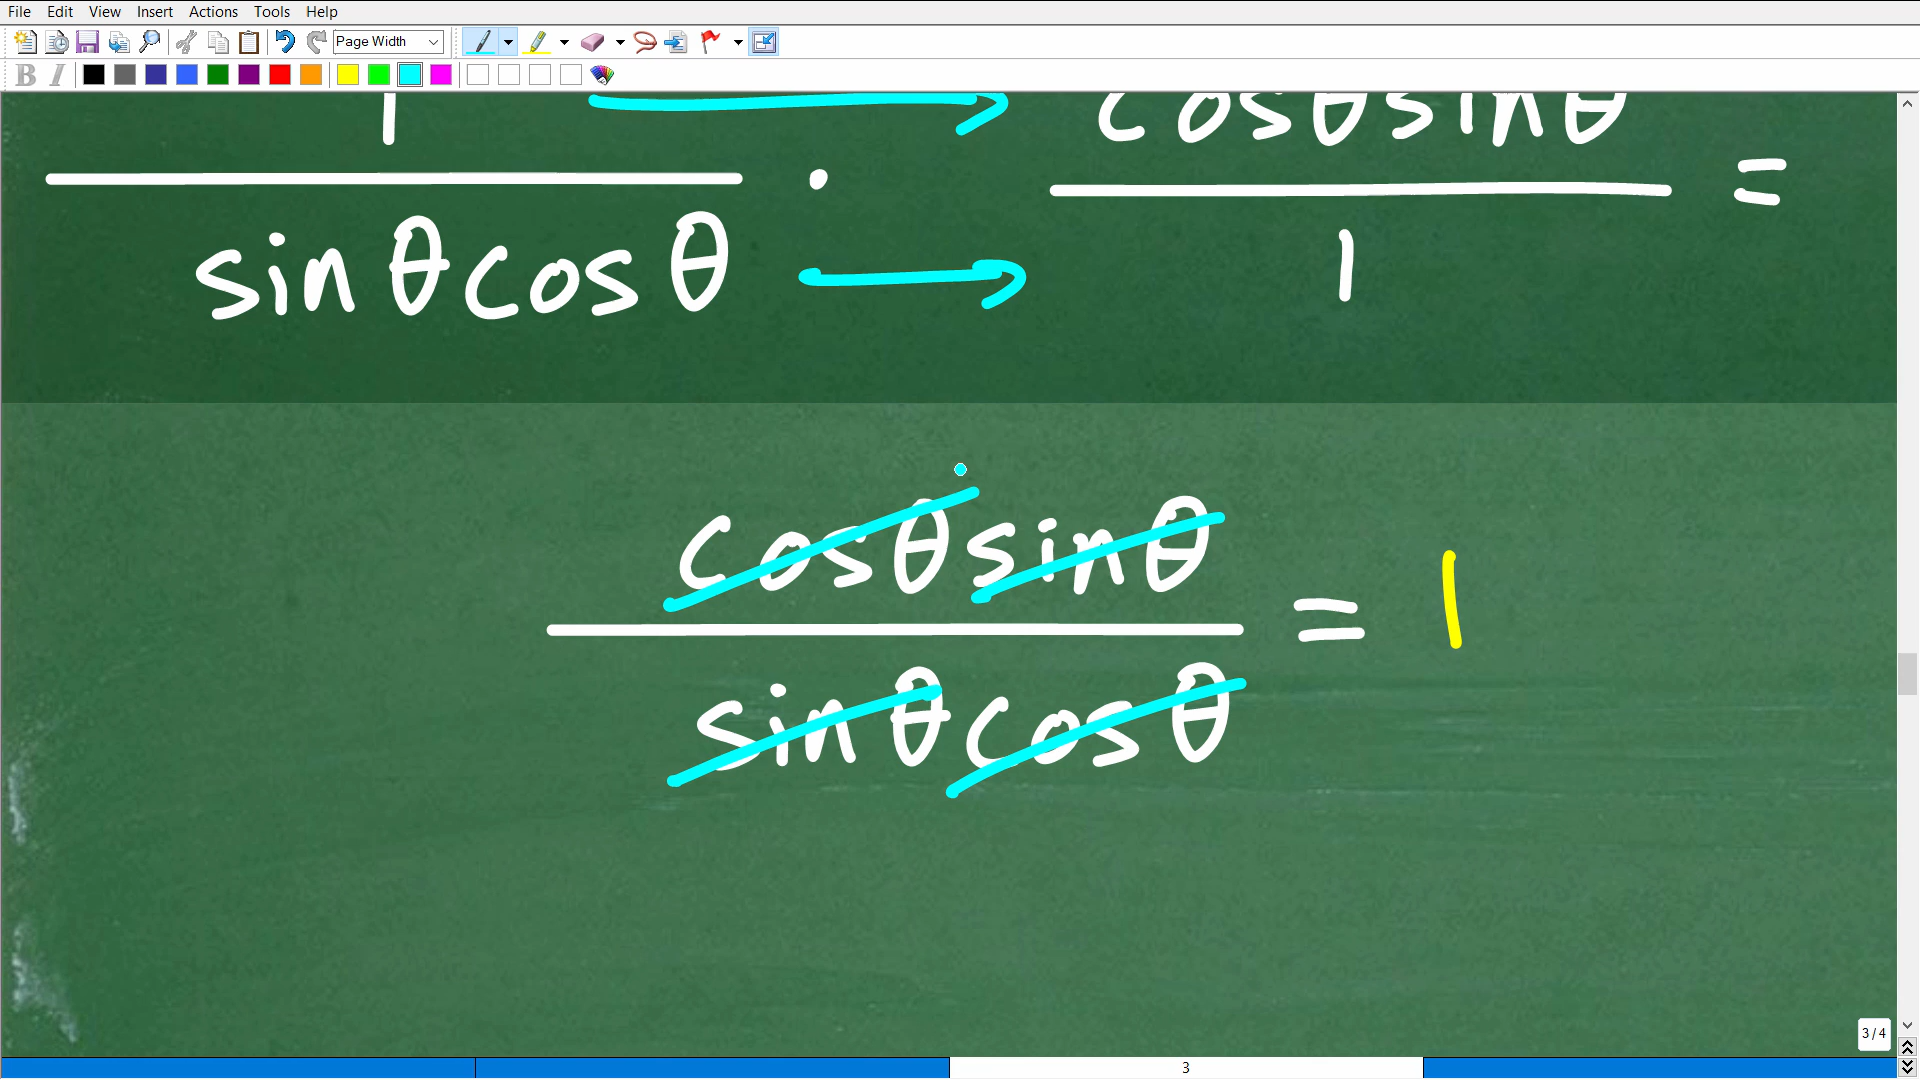 File Edit View Insert Actions Tools Help
Page Width
B I
1 cosθsinθ
· =
sinθcosθ 1
cosθsinθ
= 1
sinθcosθ
3/4
3